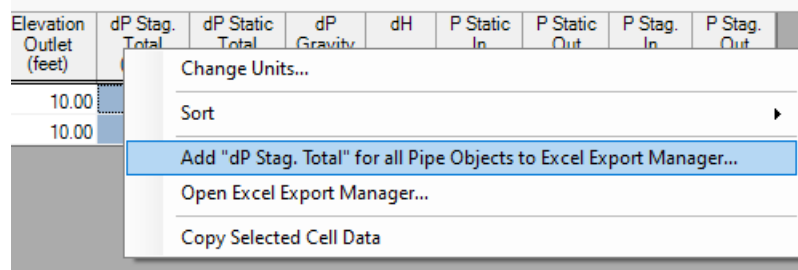 Elevation dP Stag. dP Static dP dH P Static P Static P Stag. P Stag.
Outlet Total Total Gravity In Out In Out
(feet)
Change Units...
10.00
Sort
10.00
Add "dP Stag. Total" for all Pipe Objects to Excel Export Manager...
Open Excel Export Manager...
Copy Selected Cell Data